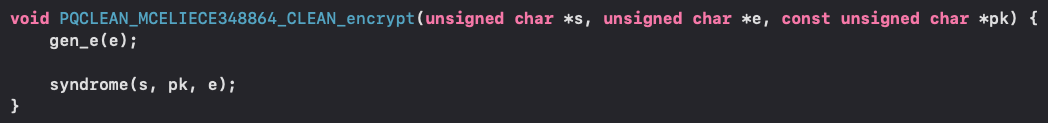 void PQCLEAN_MCELIECE348864_CLEAN_encrypt(unsigned char *s, unsigned char *e, const unsigned char *pk) {
    gen_e(e);

    syndrome(s, pk, e);
}